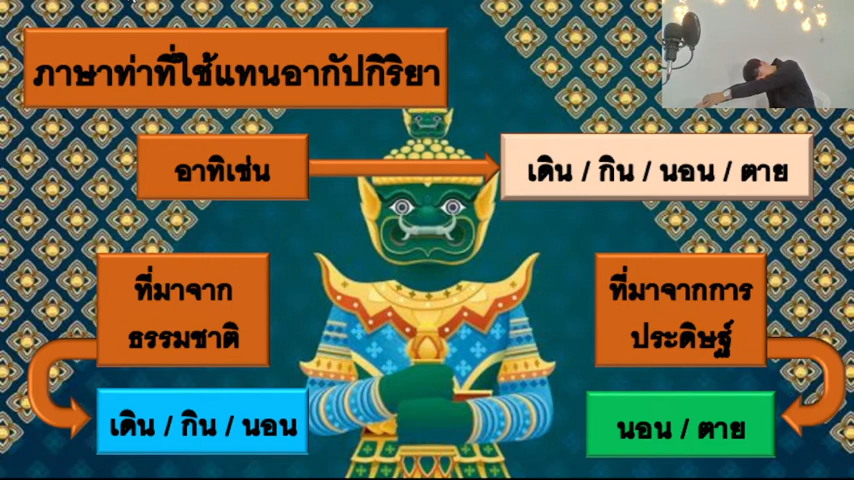 ภาษาท่าที่ใช้แทนอากัปกิริยา
อาทิเช่น
เดิน / กิน / นอน / ตาย
ที่มาจาก
ธรรมชาติ
ที่มาจากการ
ประดิษฐ์
เดิน / กิน / นอน
นอน / ตาย